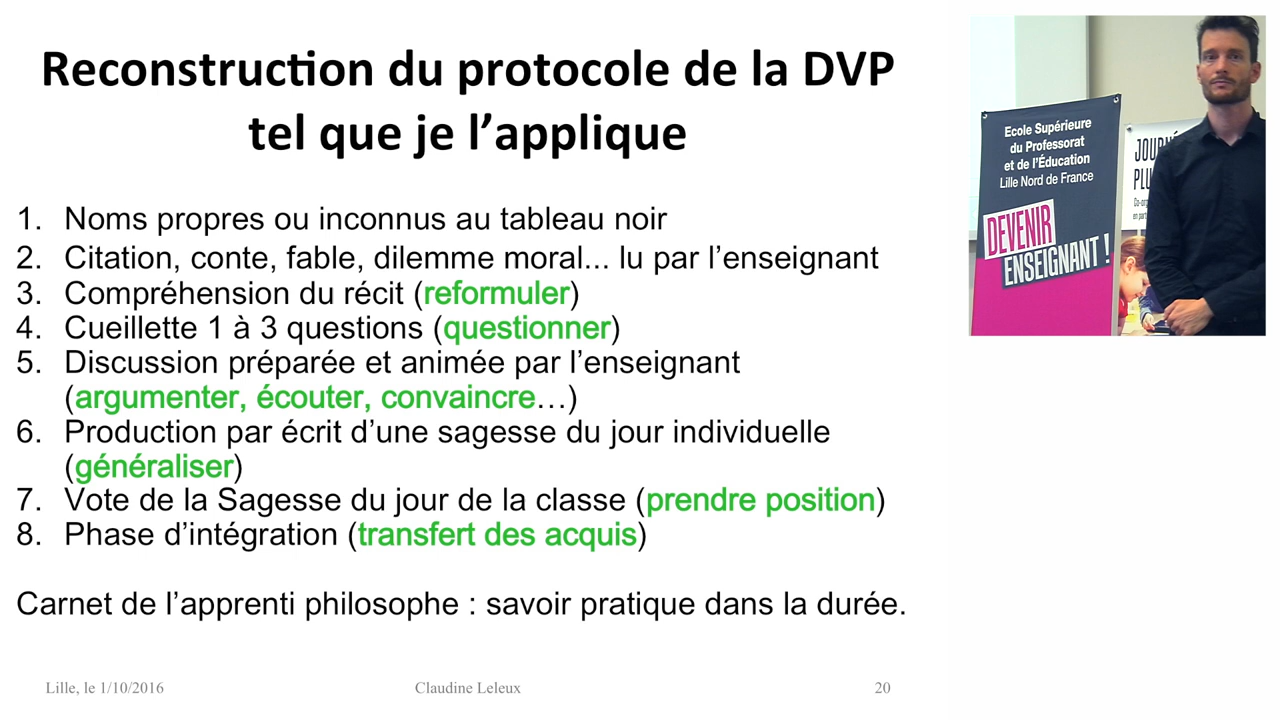 Reconstruction du protocole de la DVP
tel que je l’applique
1. Noms propres ou inconnus au tableau noir
2. Citation, conte, fable, dilemme moral... lu par l’enseignant
3. Compréhension du récit (reformuler)
4. Cueillette 1 à 3 questions (questionner)
5. Discussion préparée et animée par l’enseignant
(argumenter, écouter, convaincre…)
6. Production par écrit d’une sagesse du jour individuelle
(généraliser)
7. Vote de la Sagesse du jour de la classe (prendre position)
8. Phase d’intégration (transfert des acquis)
Carnet de l’apprenti philosophe : savoir pratique dans la durée.
Lille, le 1/10/2016
Claudine Leleux
20
Ecole Supérieure
du Professorat
et de l’Éducation
Lille Nord de France
DEVENIR
ENSEIGNANT !